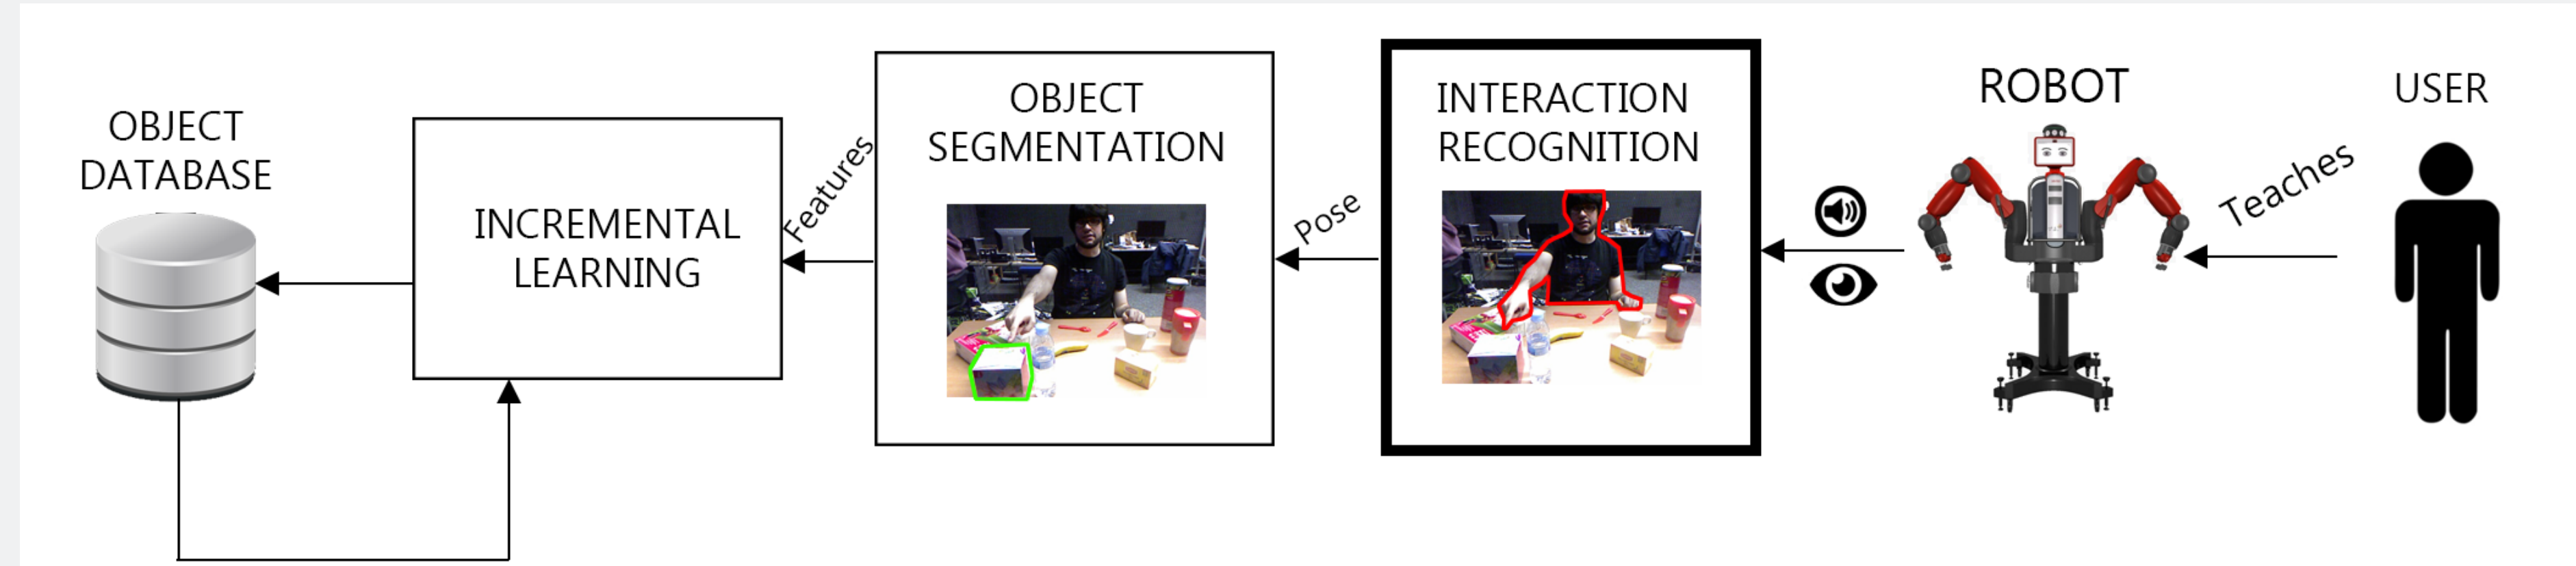 OBJECT
DATABASE
INCREMENTAL
LEARNING
Features
OBJECT
SEGMENTATION
Pose
INTERACTION
RECOGNITION
ROBOT
Teaches
USER